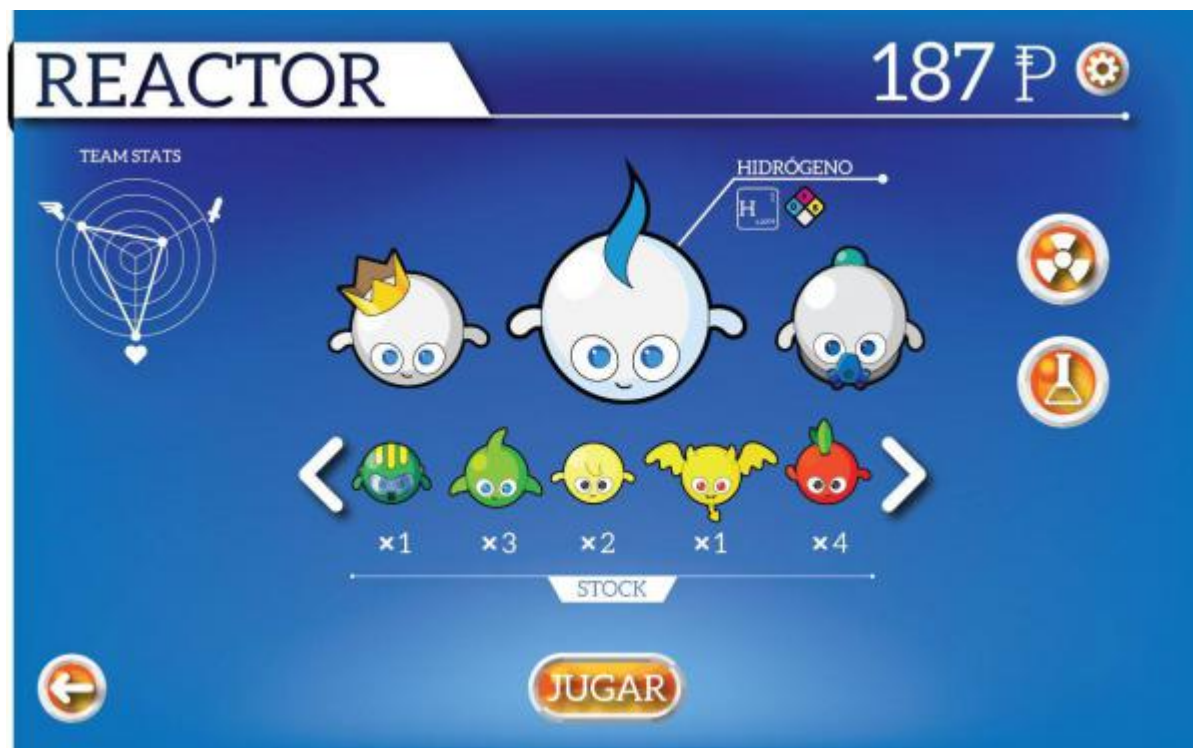 REACTOR
187 ₽
TEAM STATS
HIDRÓGENO
H
×1
×3
×2
×1
×4
STOCK
JUGAR